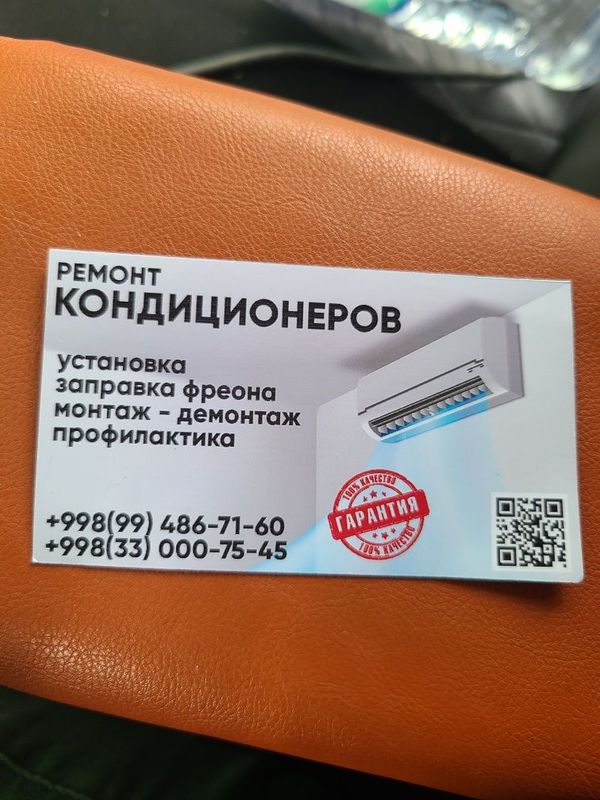 РЕМОНТ
КОНДИЦИОНЕРОВ
установка
заправка фреона
монтаж - демонтаж
профилактика
+998(99) 486-71-60
+998(33) 000-75-45
100% КАЧЕСТВО
ГАРАНТИЯ
100% КАЧЕСТВО